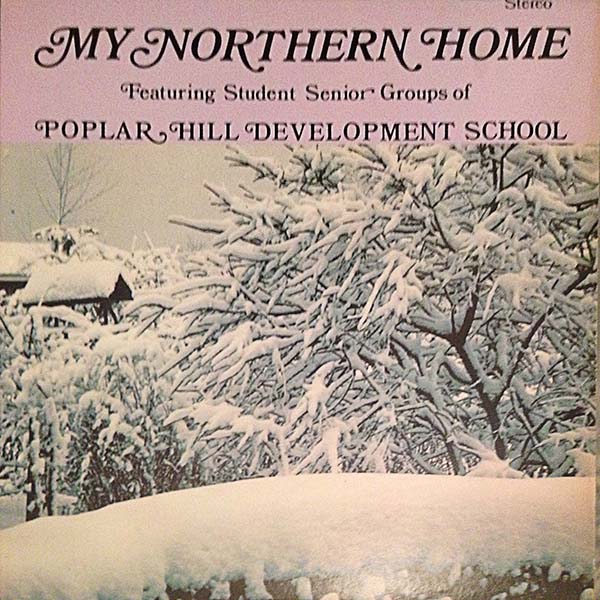 Stereo
MY NORTHERN HOME
Featuring Student Senior Groups of
POPLAR HILL DEVELOPMENT SCHOOL